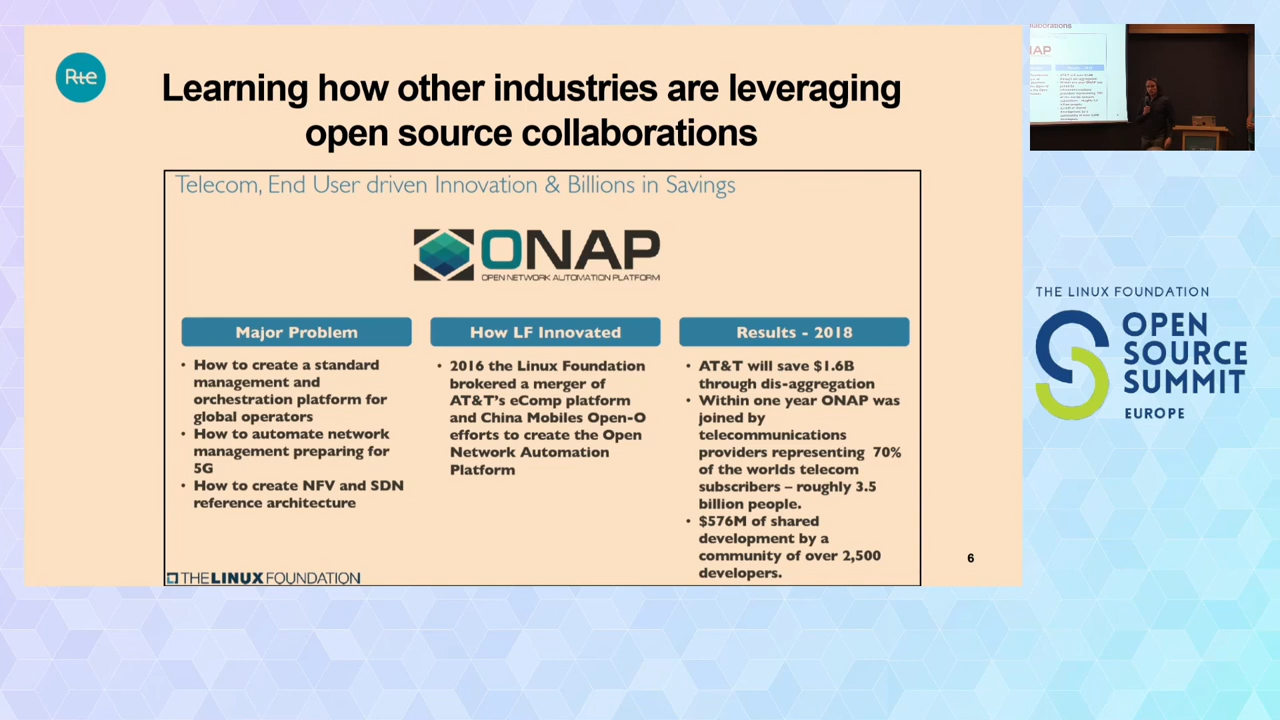 Rte
Learning how other industries are leveraging
open source collaborations
Telecom, End User driven Innovation & Billions in Savings
ONAP
OPEN NETWORK AUTOMATION PLATFORM
Major Problem
• How to create a standard
management and
orchestration platform for
global operators
• How to automate network
management preparing for
5G
• How to create NFV and SDN
reference architecture
How LF Innovated
• 2016 the Linux Foundation
brokered a merger of
AT&T’s eComp platform
and China Mobiles Open-O
efforts to create the Open
Network Automation
Platform
Results - 2018
• AT&T will save $1.6B
through dis-aggregation
• Within one year ONAP was
joined by
telecommunications
providers representing 70%
of the worlds telecom
subscribers – roughly 3.5
billion people.
• $576M of shared
development by a
community of over 2,500
developers.
THE LINUX FOUNDATION
6
THE LINUX FOUNDATION
OPEN
SOURCE
SUMMIT
EUROPE